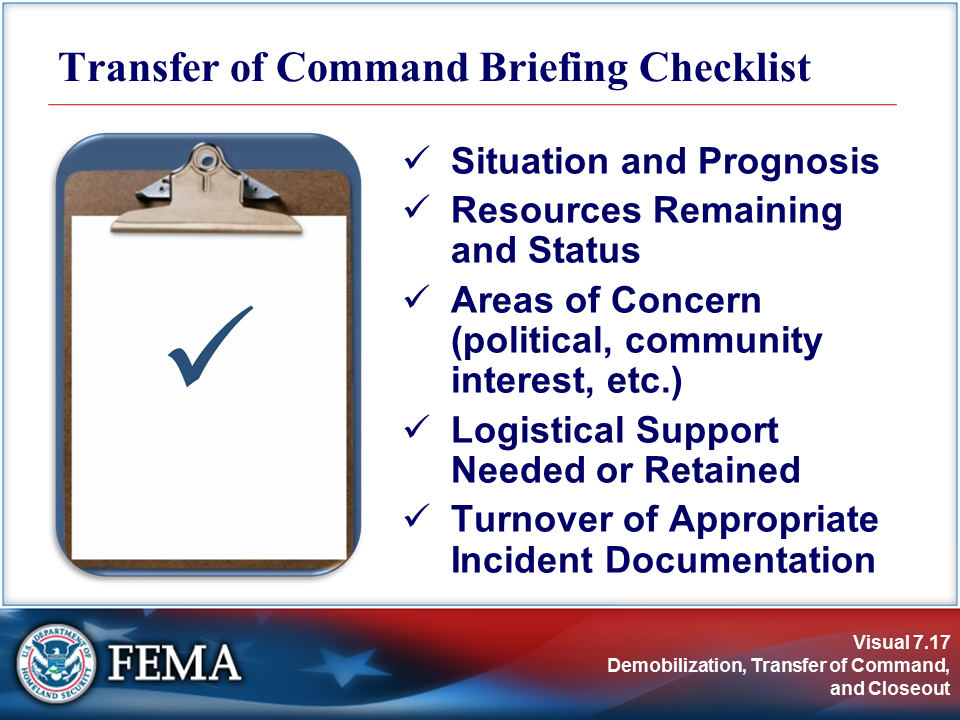 Transfer of Command Briefing Checklist
✓ Situation and Prognosis
✓ Resources Remaining
and Status
✓ Areas of Concern
(political, community
interest, etc.)
✓ Logistical Support
Needed or Retained
✓ Turnover of Appropriate
Incident Documentation
U.S. DEPARTMENT OF
HOMELAND SECURITY
FEMA
Visual 7.17
Demobilization, Transfer of Command,
and Closeout